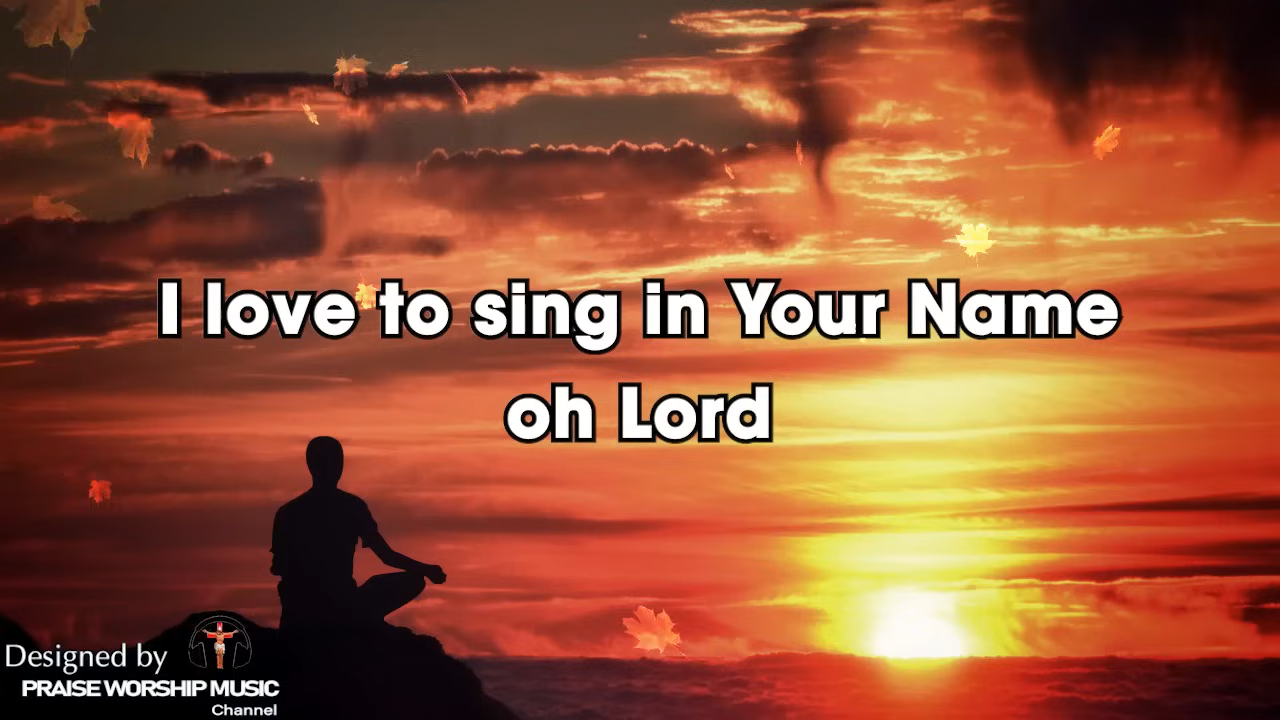 I love to sing in Your Name
oh Lord
Designed by
PRAISE WORSHIP MUSIC
Channel